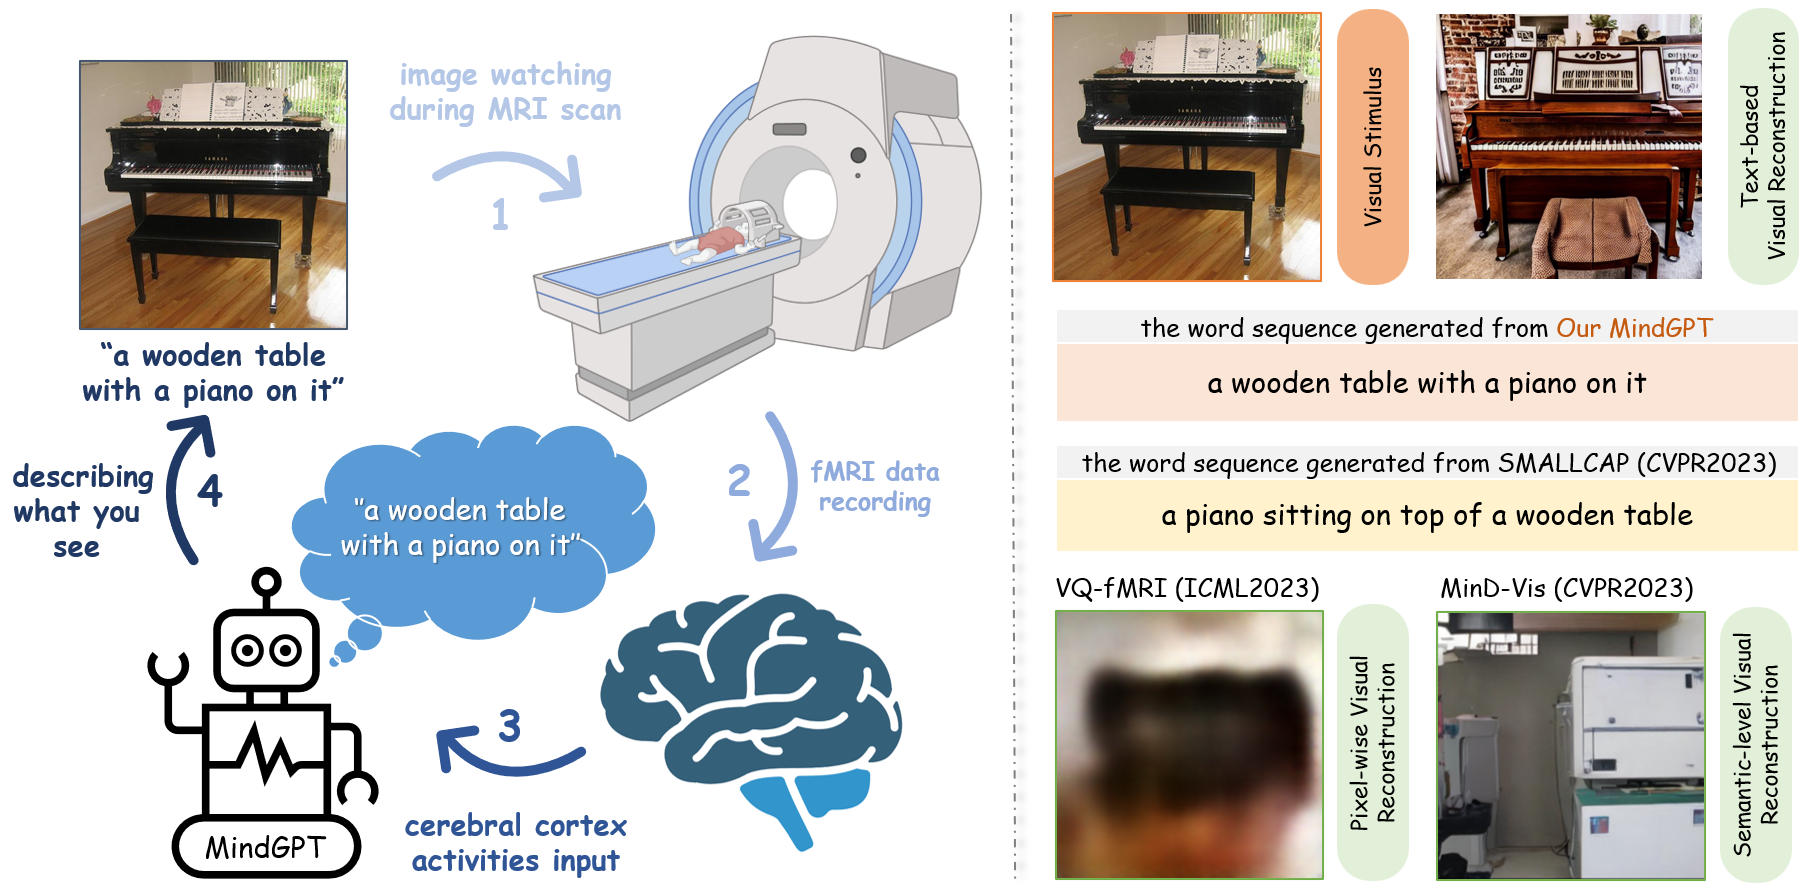 image watching
during MRI scan
1
YAMAHA
“a wooden table
with a piano on it”
describing
what you
see
4
“a wooden table
with a piano on it”
2
fMRI data
recording
3
cerebral cortex
activities input
MindGPT
YAMAHA
Visual Stimulus
Text-based
Visual Reconstruction
the word sequence generated from Our MindGPT
a wooden table with a piano on it
the word sequence generated from SMALLCAP (CVPR2023)
a piano sitting on top of a wooden table
VQ-fMRI (ICML2023)
Pixel-wise Visual
Reconstruction
MinD-Vis (CVPR2023)
Semantic-level Visual
Reconstruction